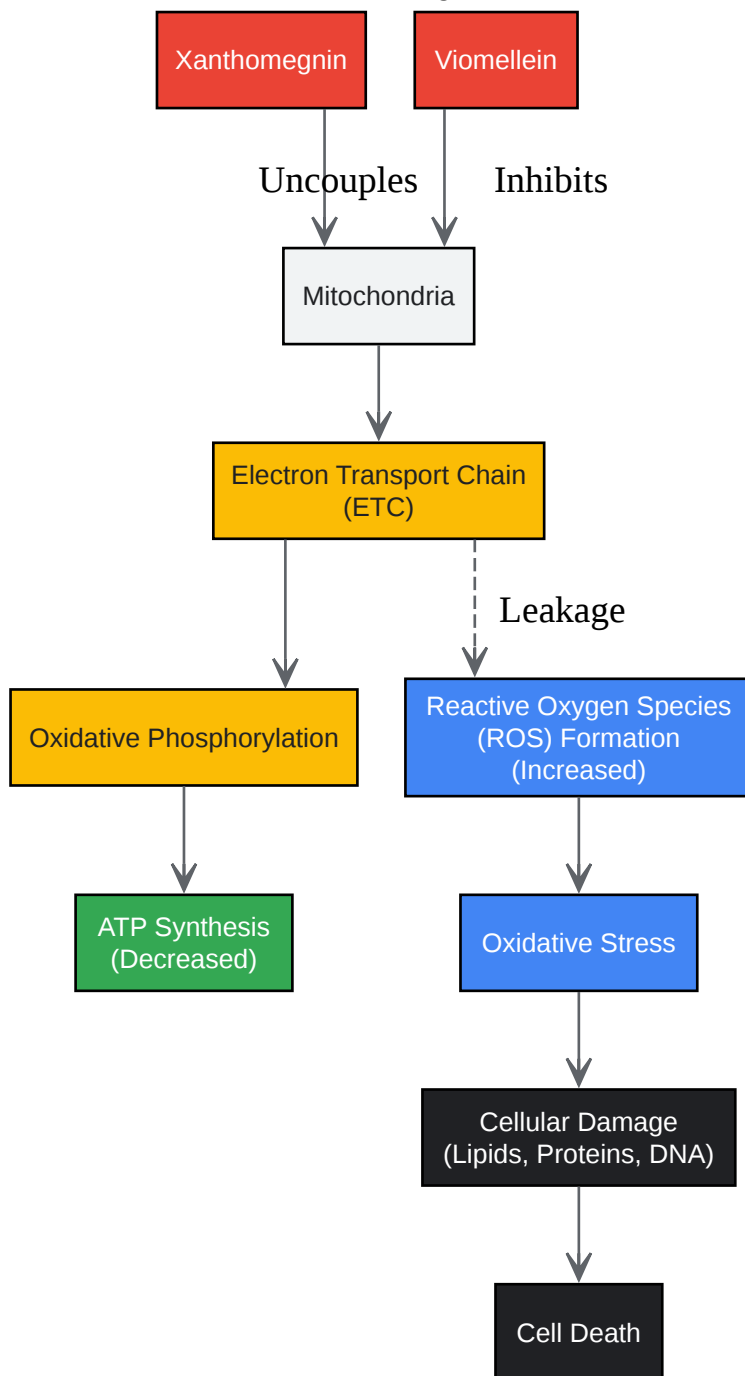 Xanthomegnin
Viomellein
Uncouples
Inhibits
Mitochondria
Electron Transport Chain
(ETC)
Leakage
Oxidative Phosphorylation
Reactive Oxygen Species
(ROS) Formation
(Increased)
ATP Synthesis
(Decreased)
Oxidative Stress
Cellular Damage
(Lipids, Proteins, DNA)
Cell Death